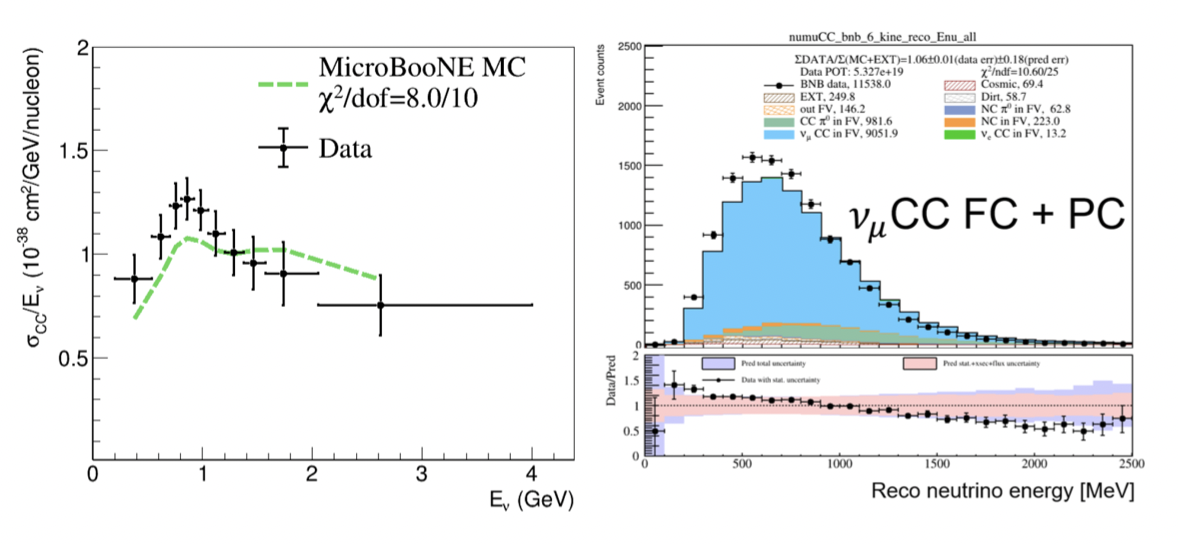 2
1.5
1
0.5
0
1
2
3
4
σCC/Eν (10⁻³⁸ cm²/GeV/nucleon)
Eν (GeV)
MicroBooNE MC
χ²/dof=8.0/10
Data
numuCC_bnb_6_kine_reco_Enu_all
Event counts
2500
2000
1500
1000
500
0
ΣDATA/Σ(MC+EXT)=1.06±0.01(data err)±0.18(pred err)
Data POT: 5.327e+19
χ²/ndf=10.60/25
BNB data, 11538.0
Cosmic, 69.4
EXT, 249.8
Dirt, 58.7
out FV, 146.2
NC π⁰ in FV, 62.8
CC π⁰ in FV, 981.6
NC in FV, 223.0
νμ CC in FV, 9051.9
νe CC in FV, 13.2
νμCC FC + PC
Data/Pred
2
1.5
1
0.5
0
Pred total uncertainty
Pred stat.+xsec+flux uncertainty
Data with stat. uncertainty
0
500
1000
1500
2000
2500
Reco neutrino energy [MeV]